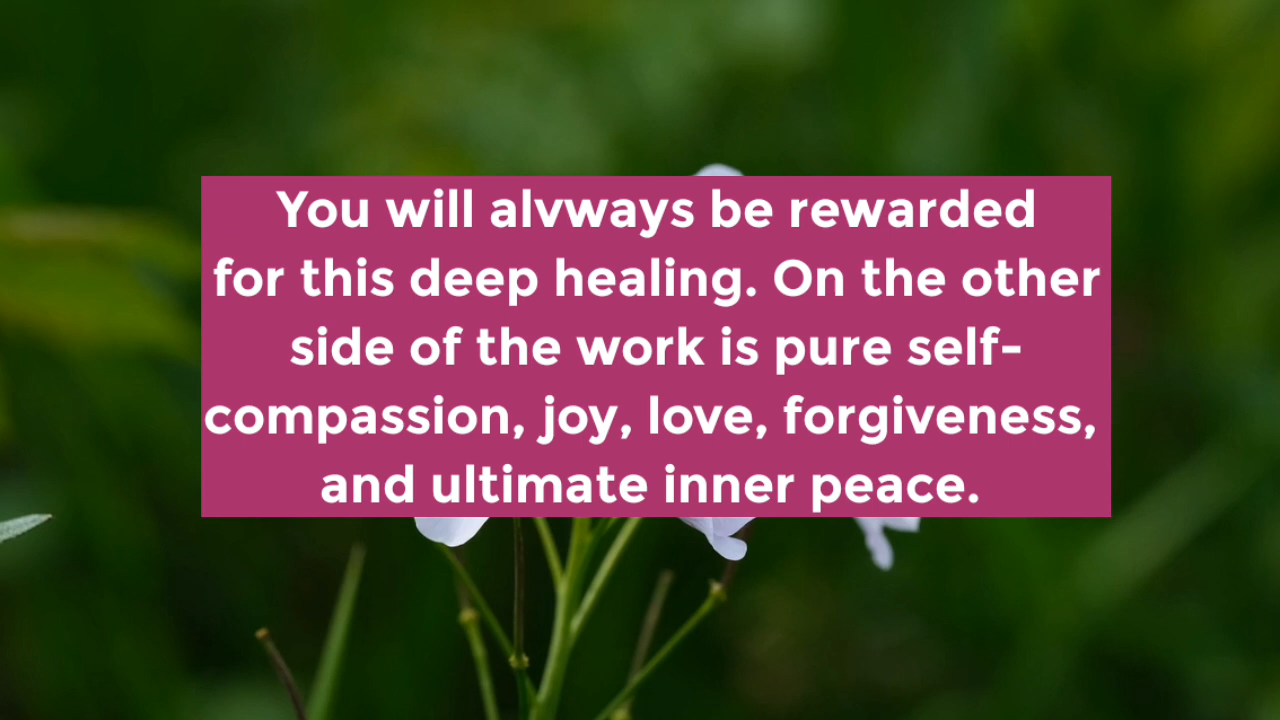 You will alvways be rewarded
for this deep healing. On the other
side of the work is pure self-
compassion, joy, love, forgiveness,
and ultimate inner peace.